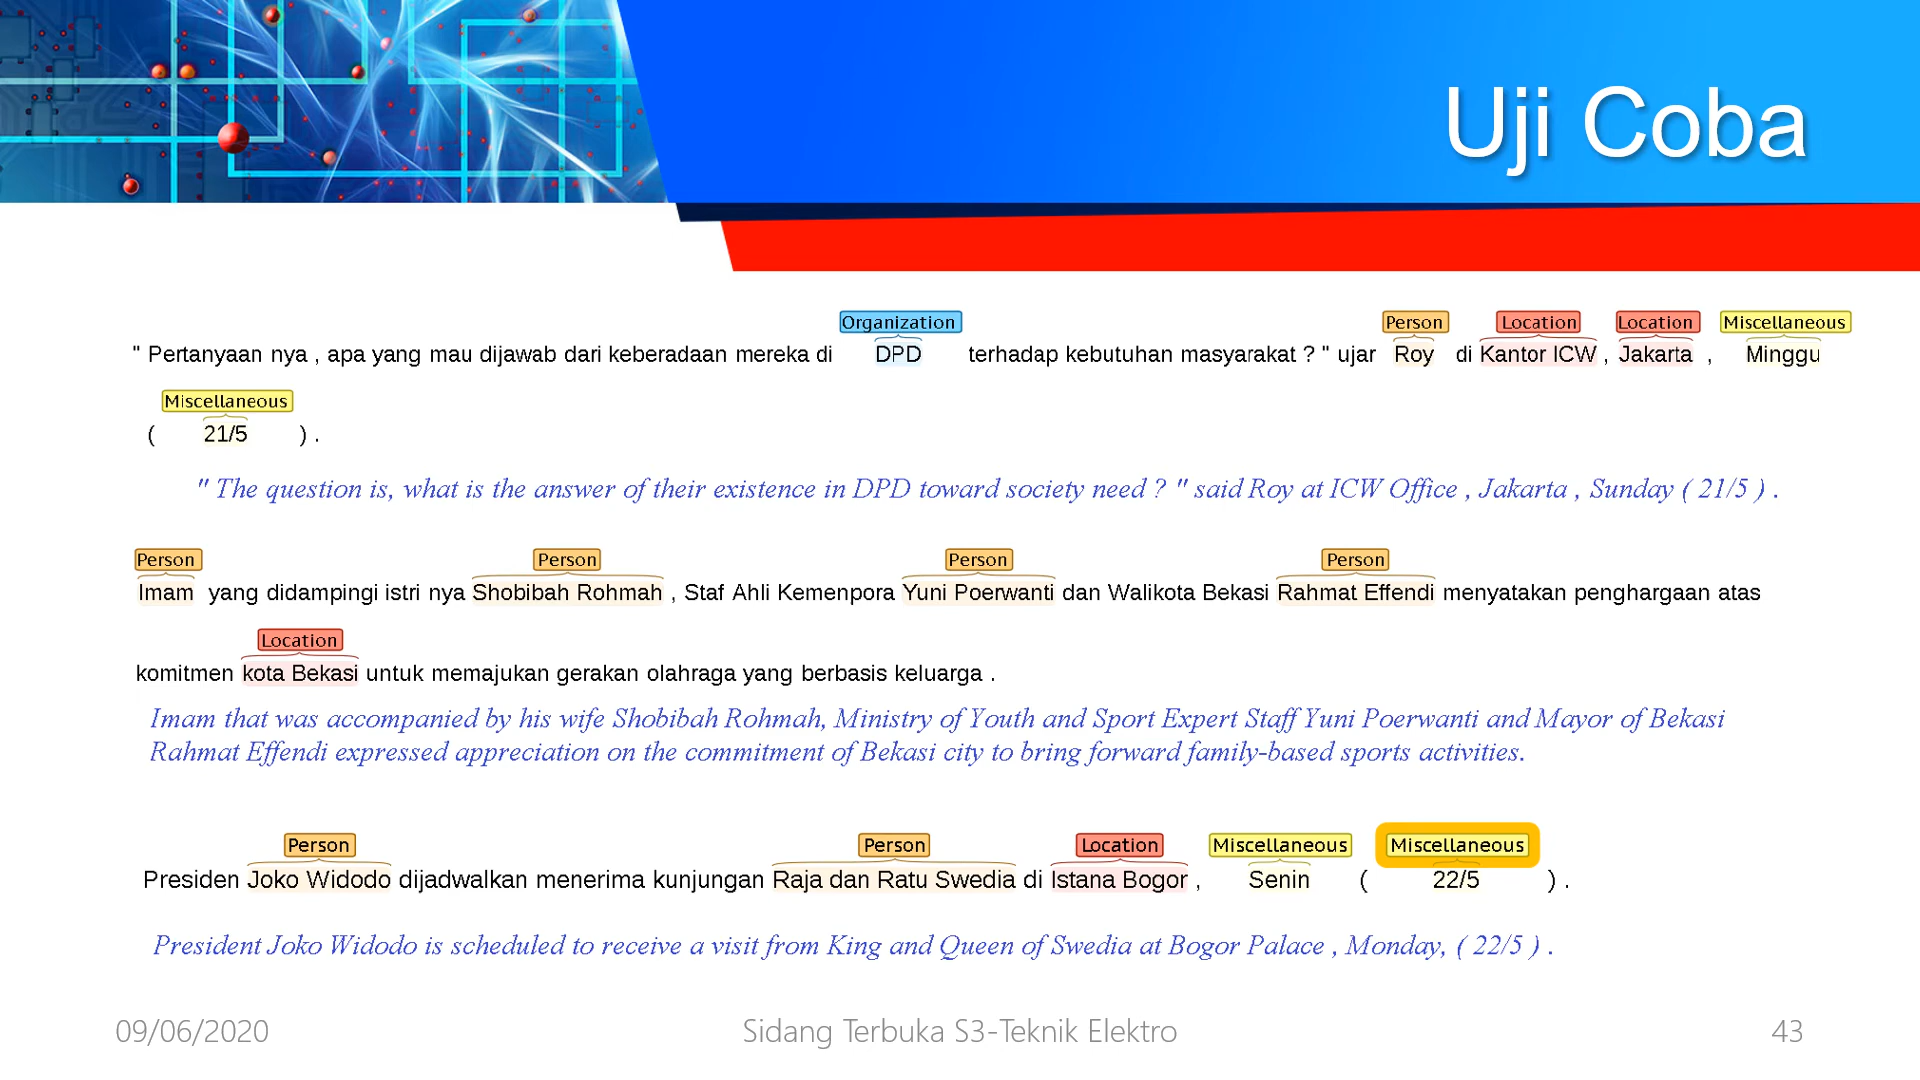 Uji Coba
Organization Person Location Location Miscellaneous
" Pertanyaan nya , apa yang mau dijawab dari keberadaan mereka di DPD terhadap kebutuhan masyarakat ? " ujar Roy di Kantor ICW , Jakarta , Minggu
Miscellaneous
( 21/5 ) .
" The question is, what is the answer of their existence in DPD toward society need ? " said Roy at ICW Office , Jakarta , Sunday ( 21/5 ) .
Person Person Person Person
Imam yang didampingi istri nya Shobibah Rohmah , Staf Ahli Kemenpora Yuni Poerwanti dan Walikota Bekasi Rahmat Effendi menyatakan penghargaan atas
Location
komitmen kota Bekasi untuk memajukan gerakan olahraga yang berbasis keluarga .
Imam that was accompanied by his wife Shobibah Rohmah, Ministry of Youth and Sport Expert Staff Yuni Poerwanti and Mayor of Bekasi
Rahmat Effendi expressed appreciation on the commitment of Bekasi city to bring forward family-based sports activities.
Person Person Location Miscellaneous Miscellaneous
Presiden Joko Widodo dijadwalkan menerima kunjungan Raja dan Ratu Swedia di Istana Bogor , Senin ( 22/5 ) .
President Joko Widodo is scheduled to receive a visit from King and Queen of Swedia at Bogor Palace , Monday, ( 22/5 ) .
09/06/2020 Sidang Terbuka S3-Teknik Elektro 43